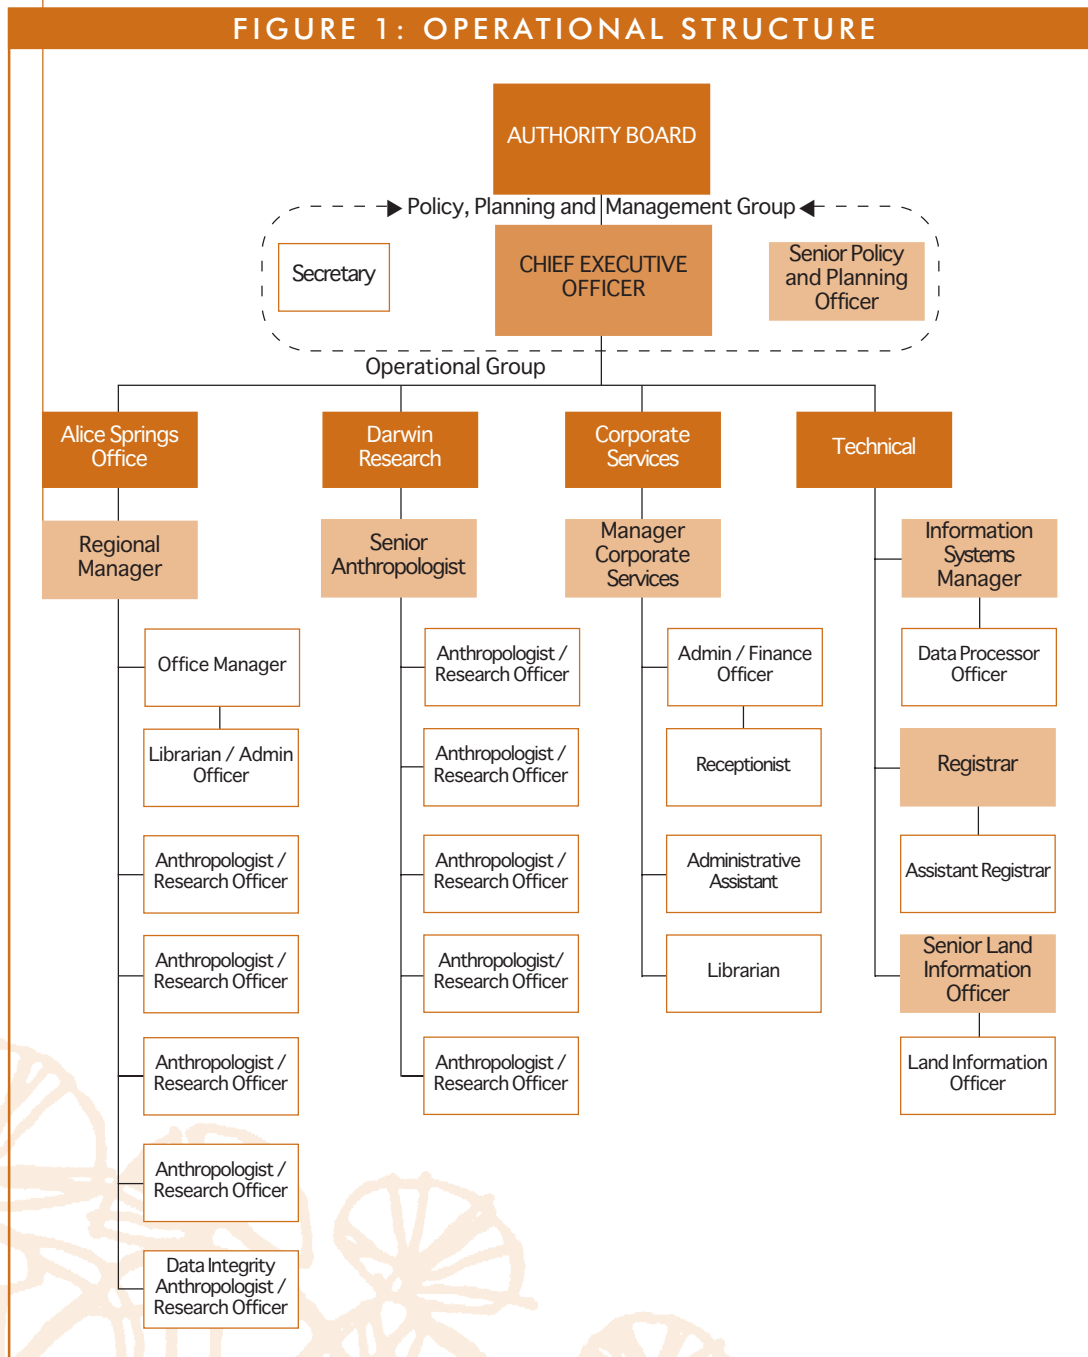 FIGURE 1: OPERATIONAL STRUCTURE
AUTHORITY BOARD
Policy, Planning and Management Group
Secretary
CHIEF EXECUTIVE
OFFICER
Senior Policy
and Planning
Officer
Operational Group
Alice Springs
Office
Darwin
Research
Corporate
Services
Technical
Regional
Manager
Senior
Anthropologist
Manager
Corporate
Services
Information
Systems
Manager
Office Manager
Anthropologist /
Research Officer
Admin / Finance
Officer
Data Processor
Officer
Librarian / Admin
Officer
Anthropologist /
Research Officer
Receptionist
Registrar
Anthropologist /
Research Officer
Anthropologist /
Research Officer
Administrative
Assistant
Assistant Registrar
Anthropologist /
Research Officer
Anthropologist/
Research Officer
Librarian
Senior Land
Information
Officer
Anthropologist /
Research Officer
Anthropologist /
Research Officer
Land Information
Officer
Anthropologist /
Research Officer
Data Integrity
Anthropologist /
Research Officer